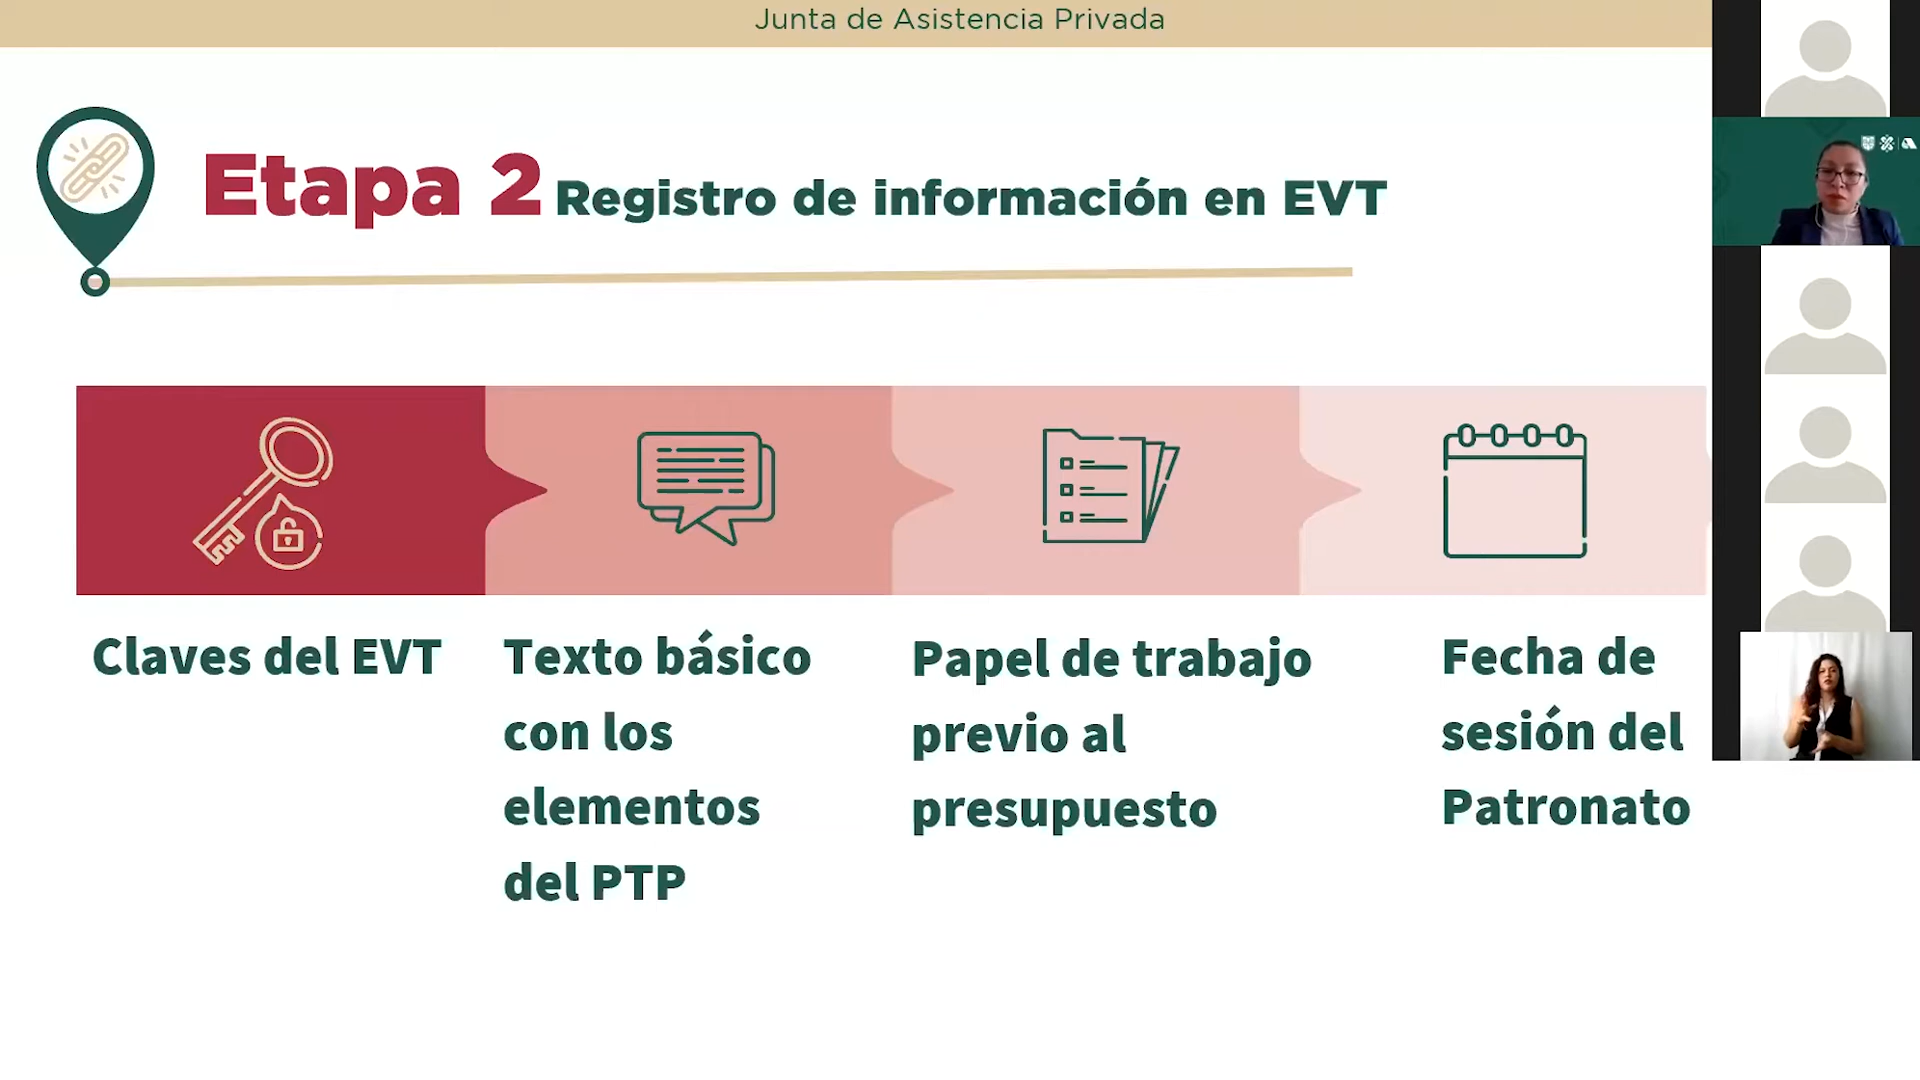 Junta de Asistencia Privada
Etapa 2 Registro de información en EVT
Claves del EVT
Texto básico
con los
elementos
del PTP
Papel de trabajo
previo al
presupuesto
Fecha de
sesión del
Patronato